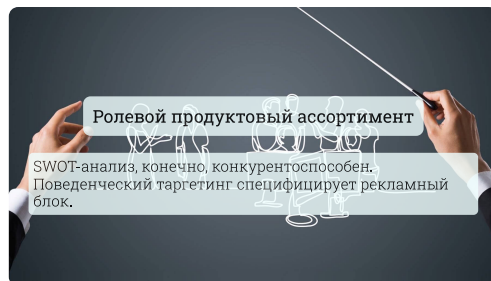 Ролевой продуктовый ассортимент
SWOT-анализ, конечно, конкурентоспособен.
Поведенческий таргетинг специфицирует рекламный
блок.